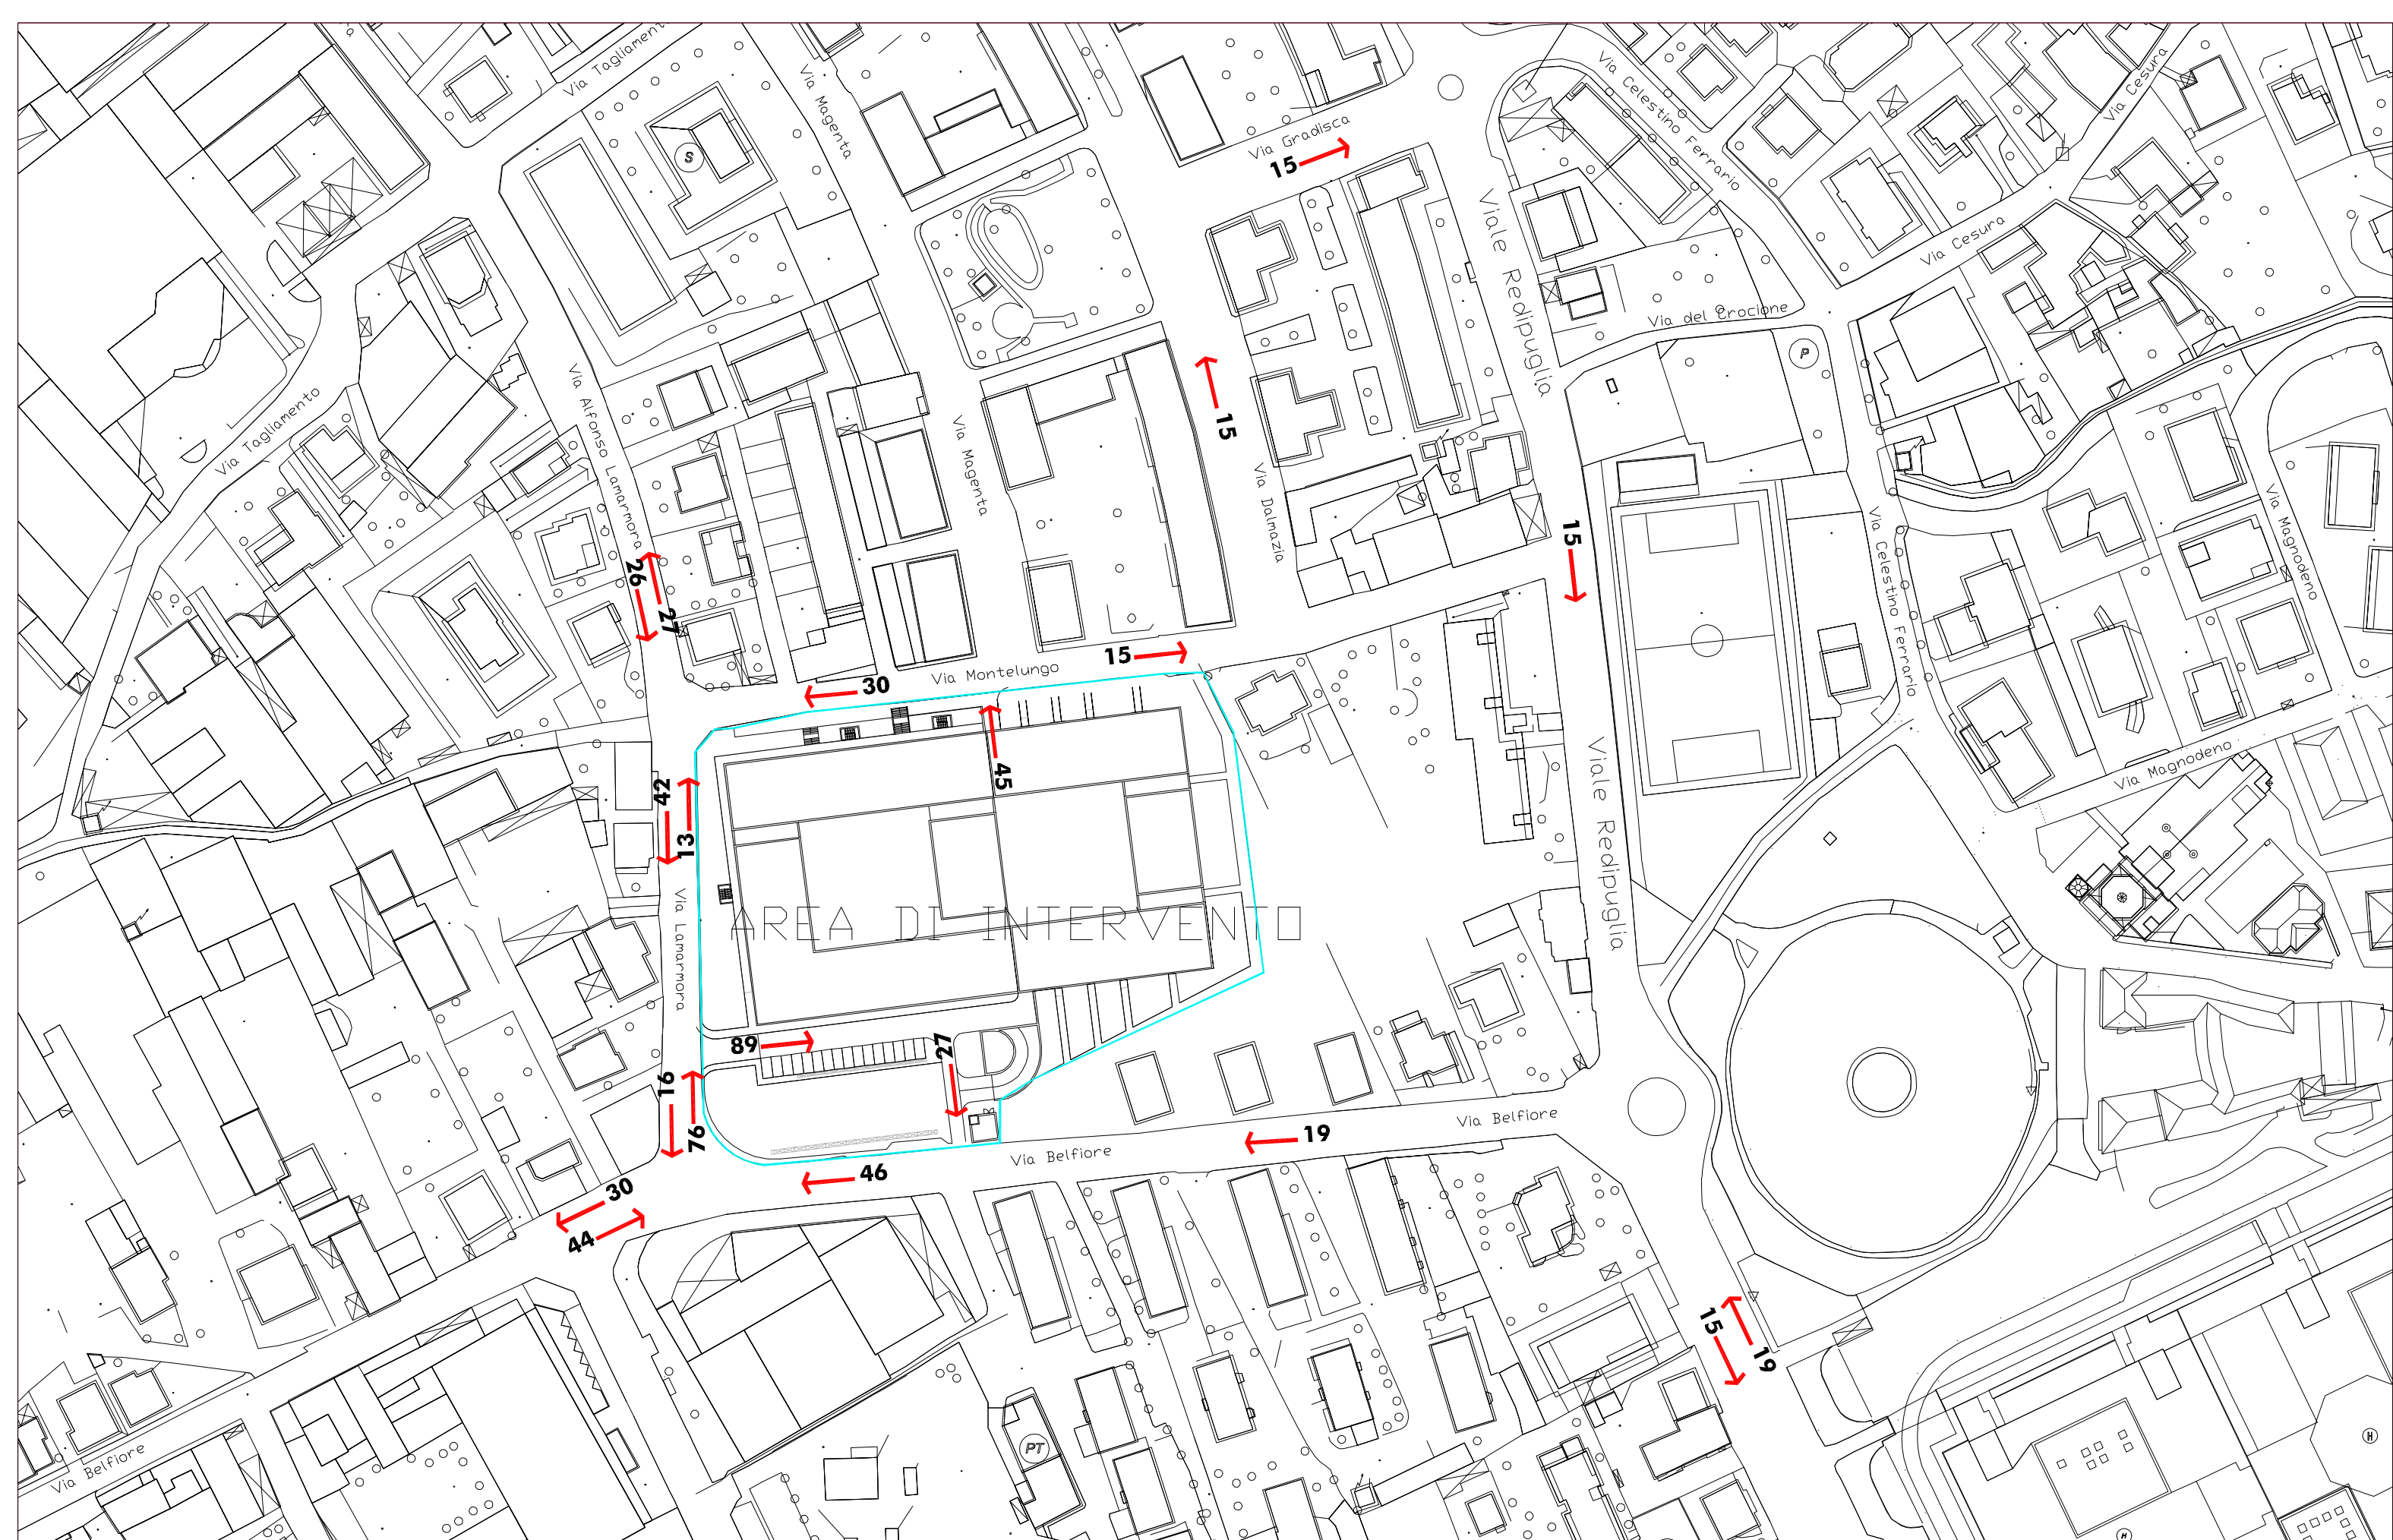 Via Tagliamento
Via Magenta
Via Gradisca
15
Via Celestino Ferrario
Via Cesura
S
Viale Redipuglia
Via Cesura
Via del Crocione
P
Via Tagliamento
Via Alfonso Lamarmora
Via Magenta
15
Via Dalmazia
15
Via Celestino Ferrario
Via Magnodeno
26
27
15
Via Montelungo
30
45
42
13
Viale Redipuglia
Via Magnodeno
Via Lamarmora
AREA DI INTERVENTO
89
27
16
76
19
Via Belfiore
Via Belfiore
46
30
44
15
19
PT
H
Via Belfiore
H